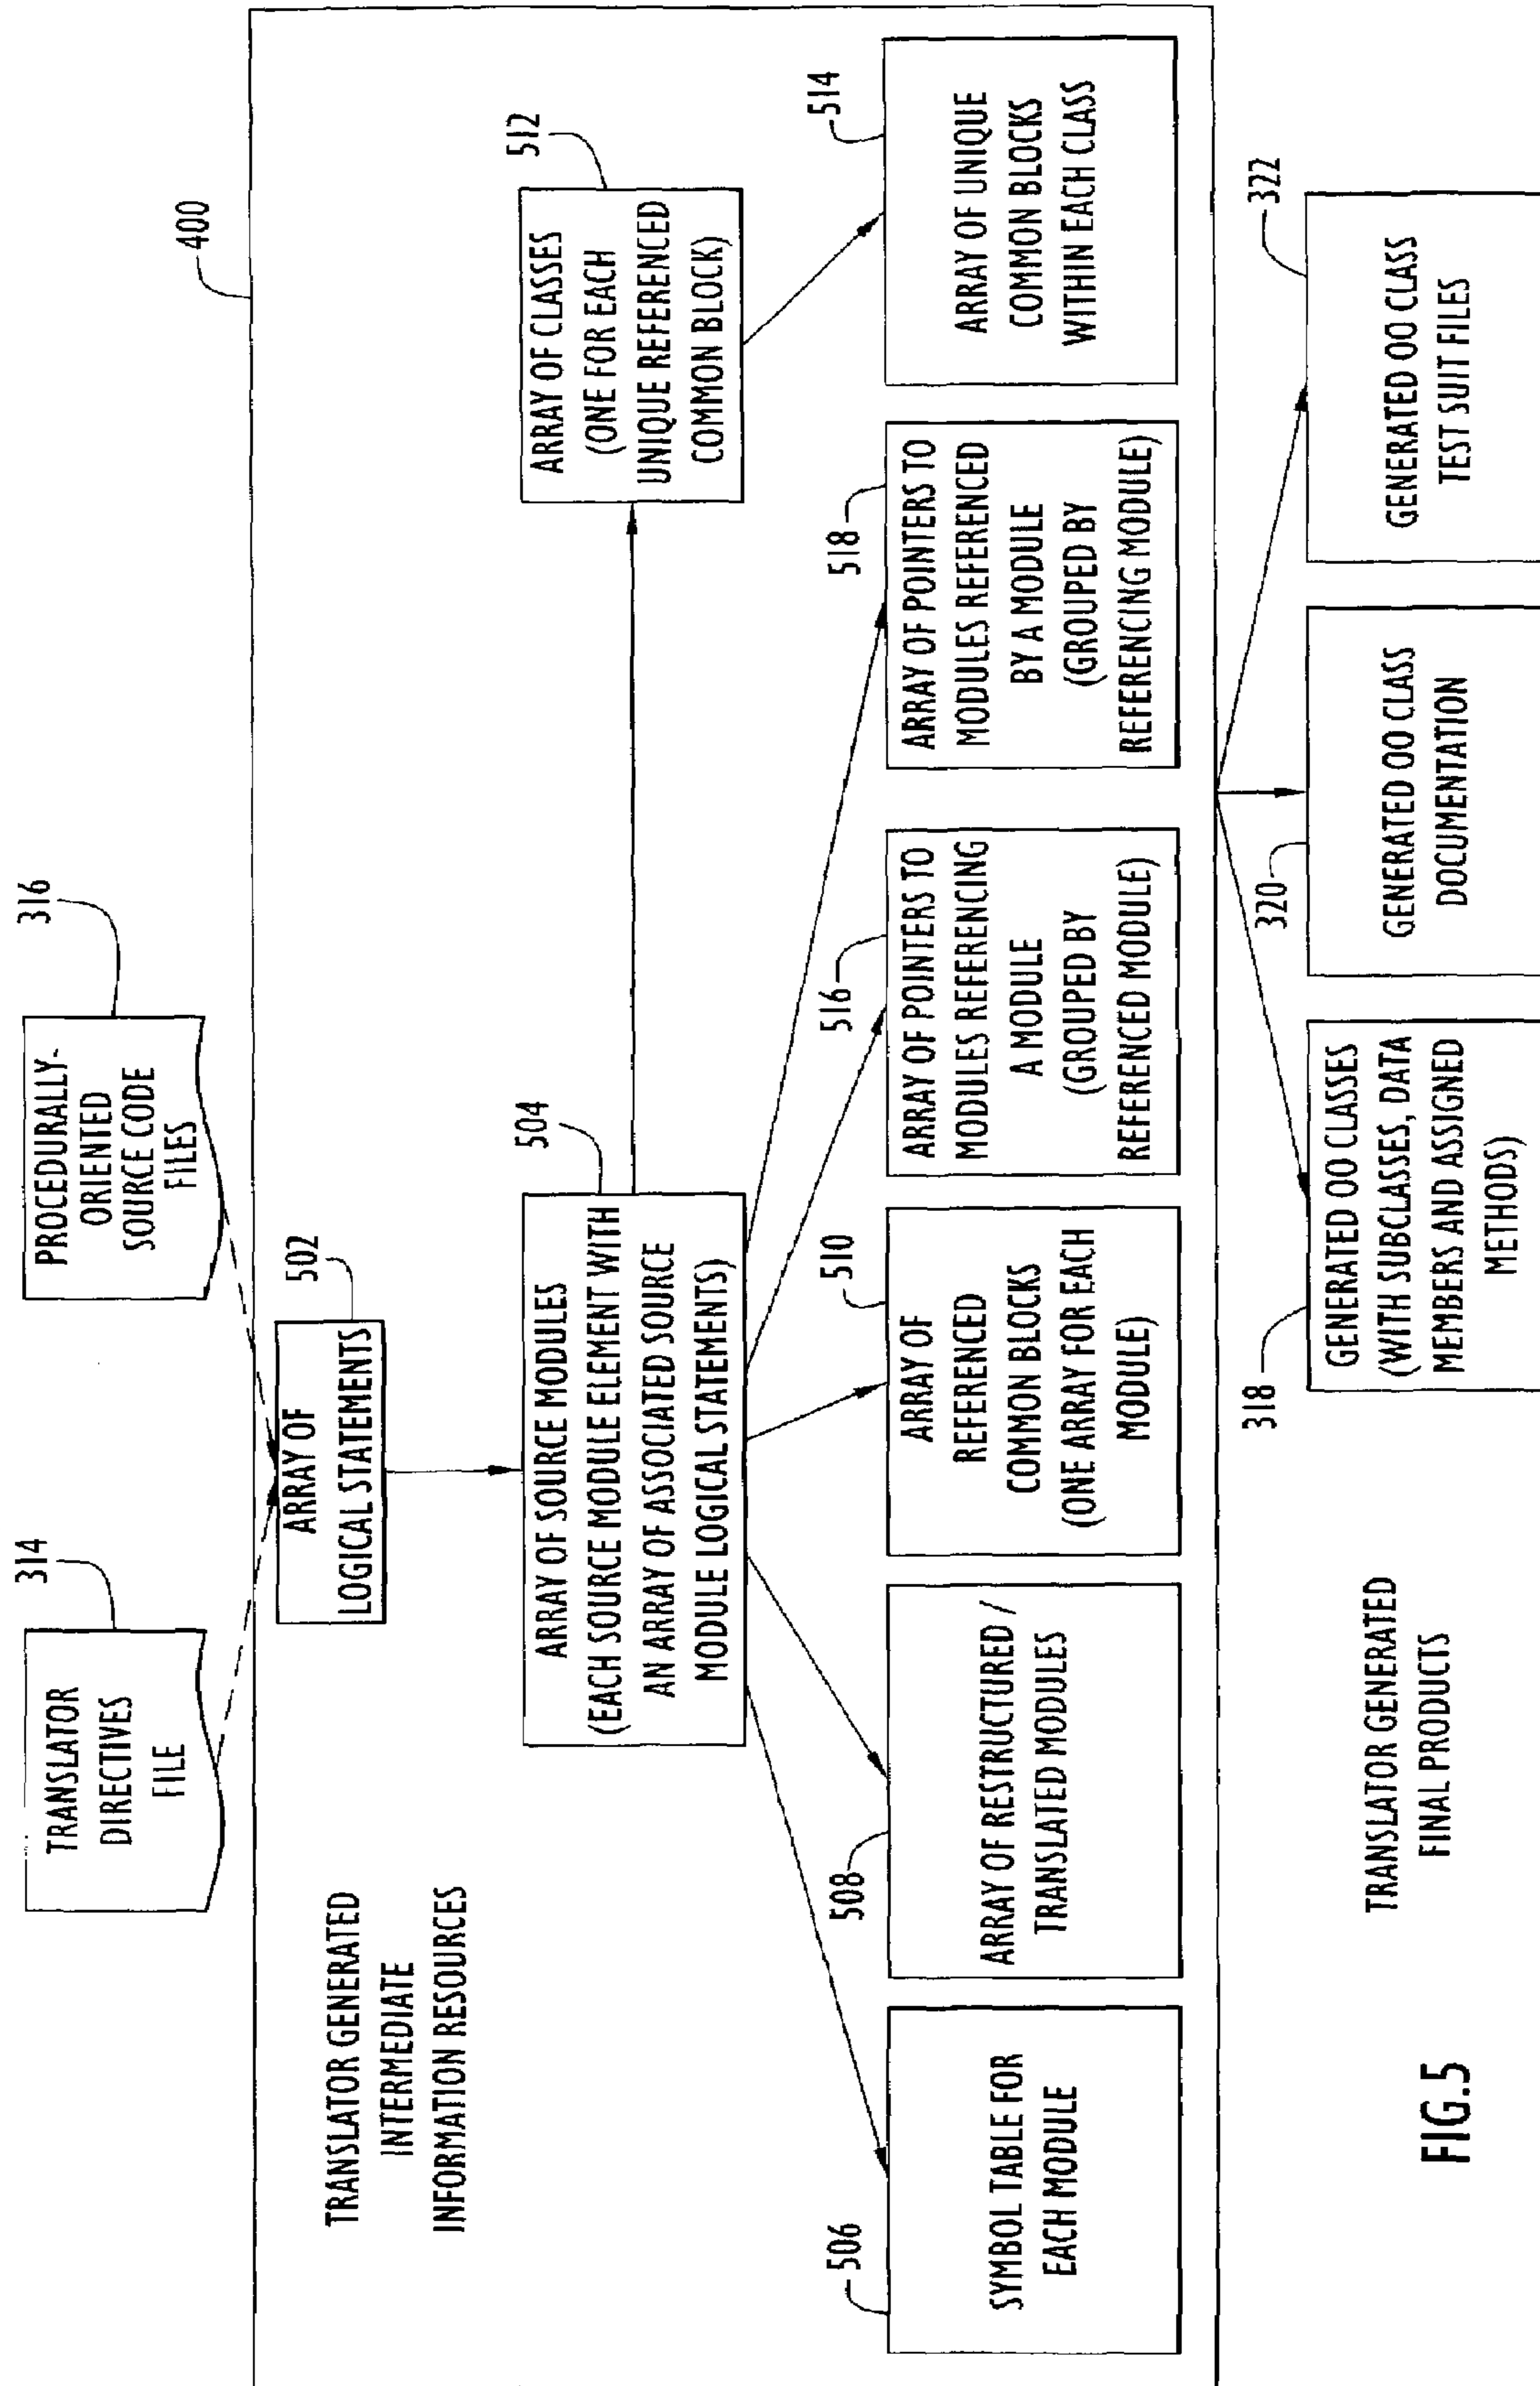 314
TRANSLATOR
DIRECTIVES
FILE
316
PROCEDURALLY-
ORIENTED
SOURCE CODE
FILES
400
TRANSLATOR GENERATED
INTERMEDIATE
INFORMATION RESOURCES
502
ARRAY OF
LOGICAL STATEMENTS
504
ARRAY OF SOURCE MODULES
(EACH SOURCE MODULE ELEMENT WITH
AN ARRAY OF ASSOCIATED SOURCE
MODULE LOGICAL STATEMENTS)
512
ARRAY OF CLASSES
(ONE FOR EACH
UNIQUE REFERENCED
COMMON BLOCK)
506
SYMBOL TABLE FOR
EACH MODULE
508
ARRAY OF RESTRUCTURED /
TRANSLATED MODULES
510
ARRAY OF
REFERENCED
COMMON BLOCKS
(ONE ARRAY FOR EACH
MODULE)
516
ARRAY OF POINTERS TO
MODULES REFERENCING
A MODULE
(GROUPED BY
REFERENCED MODULE)
518
ARRAY OF POINTERS TO
MODULES REFERENCED
BY A MODULE
(GROUPED BY
REFERENCING MODULE)
514
ARRAY OF UNIQUE
COMMON BLOCKS
WITHIN EACH CLASS
TRANSLATOR GENERATED
FINAL PRODUCTS
318
GENERATED OO CLASSES
(WITH SUBCLASSES, DATA
MEMBERS AND ASSIGNED
METHODS)
320
GENERATED OO CLASS
DOCUMENTATION
322
GENERATED OO CLASS
TEST SUIT FILES
FIG.5